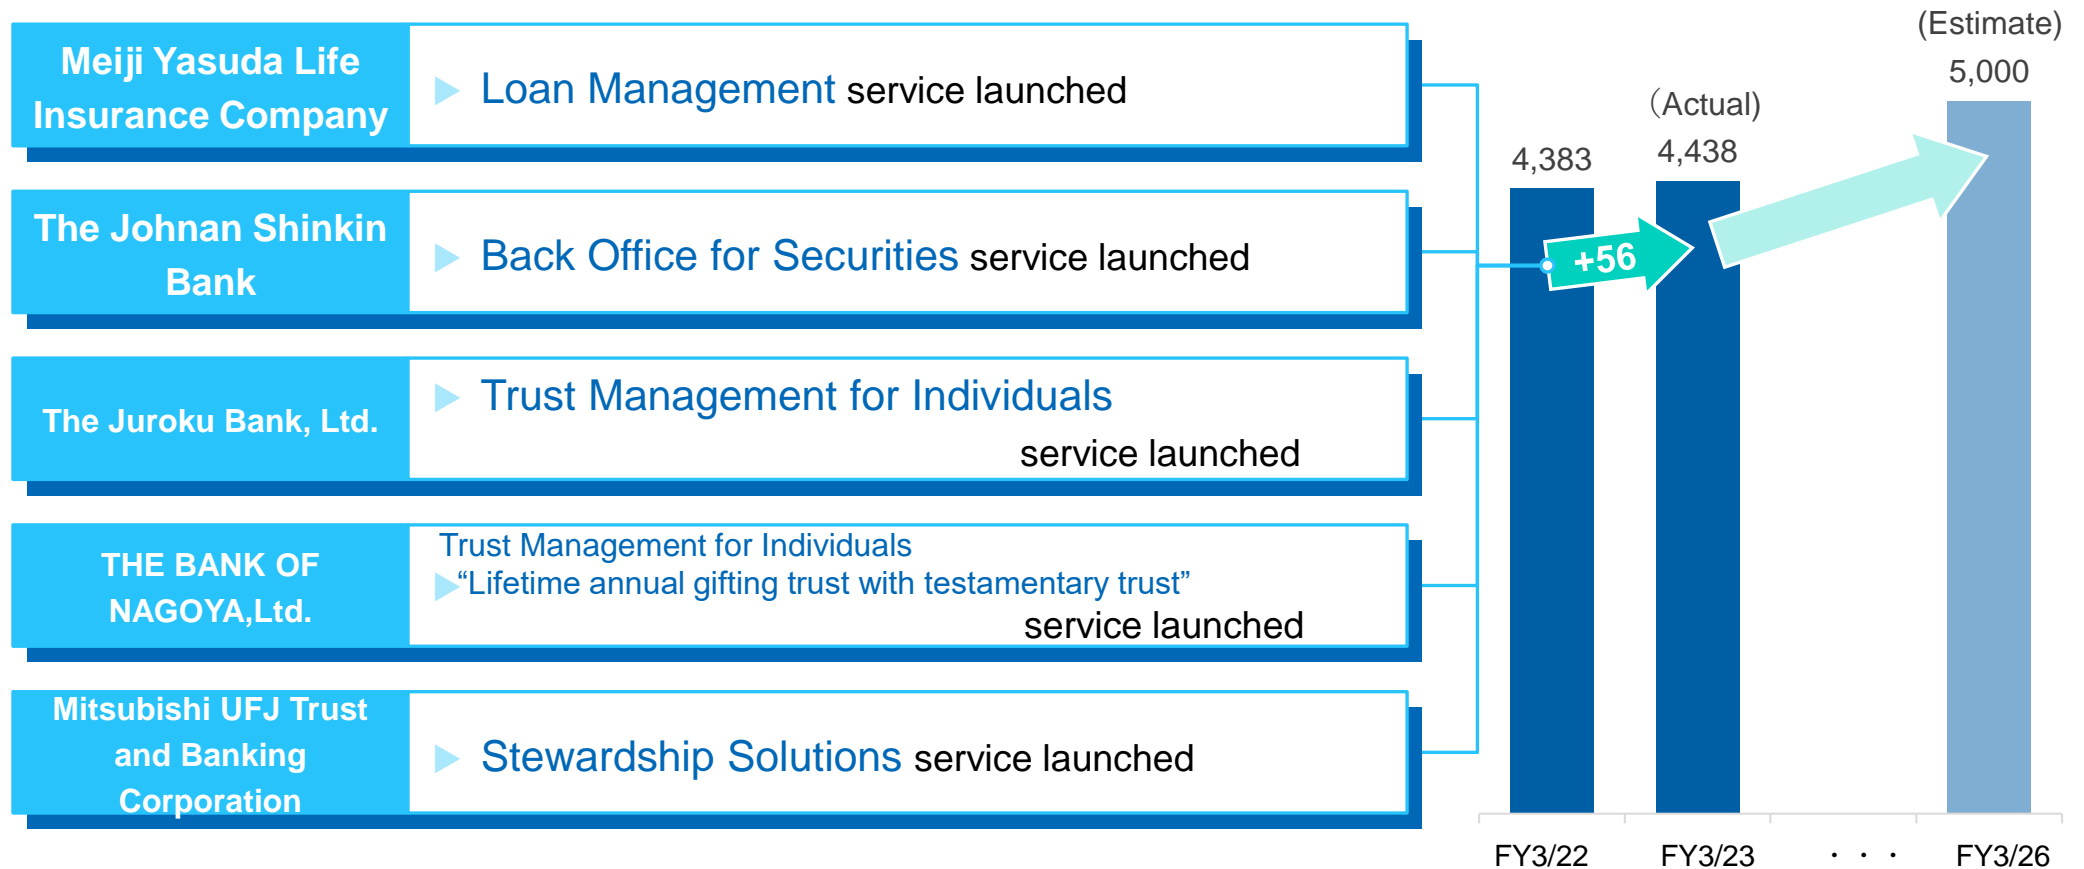 Meiji Yasuda Life
Insurance Company
Loan Management service launched
The Johnan Shinkin
Bank
Back Office for Securities service launched
The Juroku Bank, Ltd.
Trust Management for Individuals
service launched
THE BANK OF
NAGOYA,Ltd.
Trust Management for Individuals
“Lifetime annual gifting trust with testamentary trust”
service launched
Mitsubishi UFJ Trust
and Banking
Corporation
Stewardship Solutions service launched
(Estimate)
5,000
（Actual)
4,438
4,383
+56
FY3/22
FY3/23
・・・
FY3/26